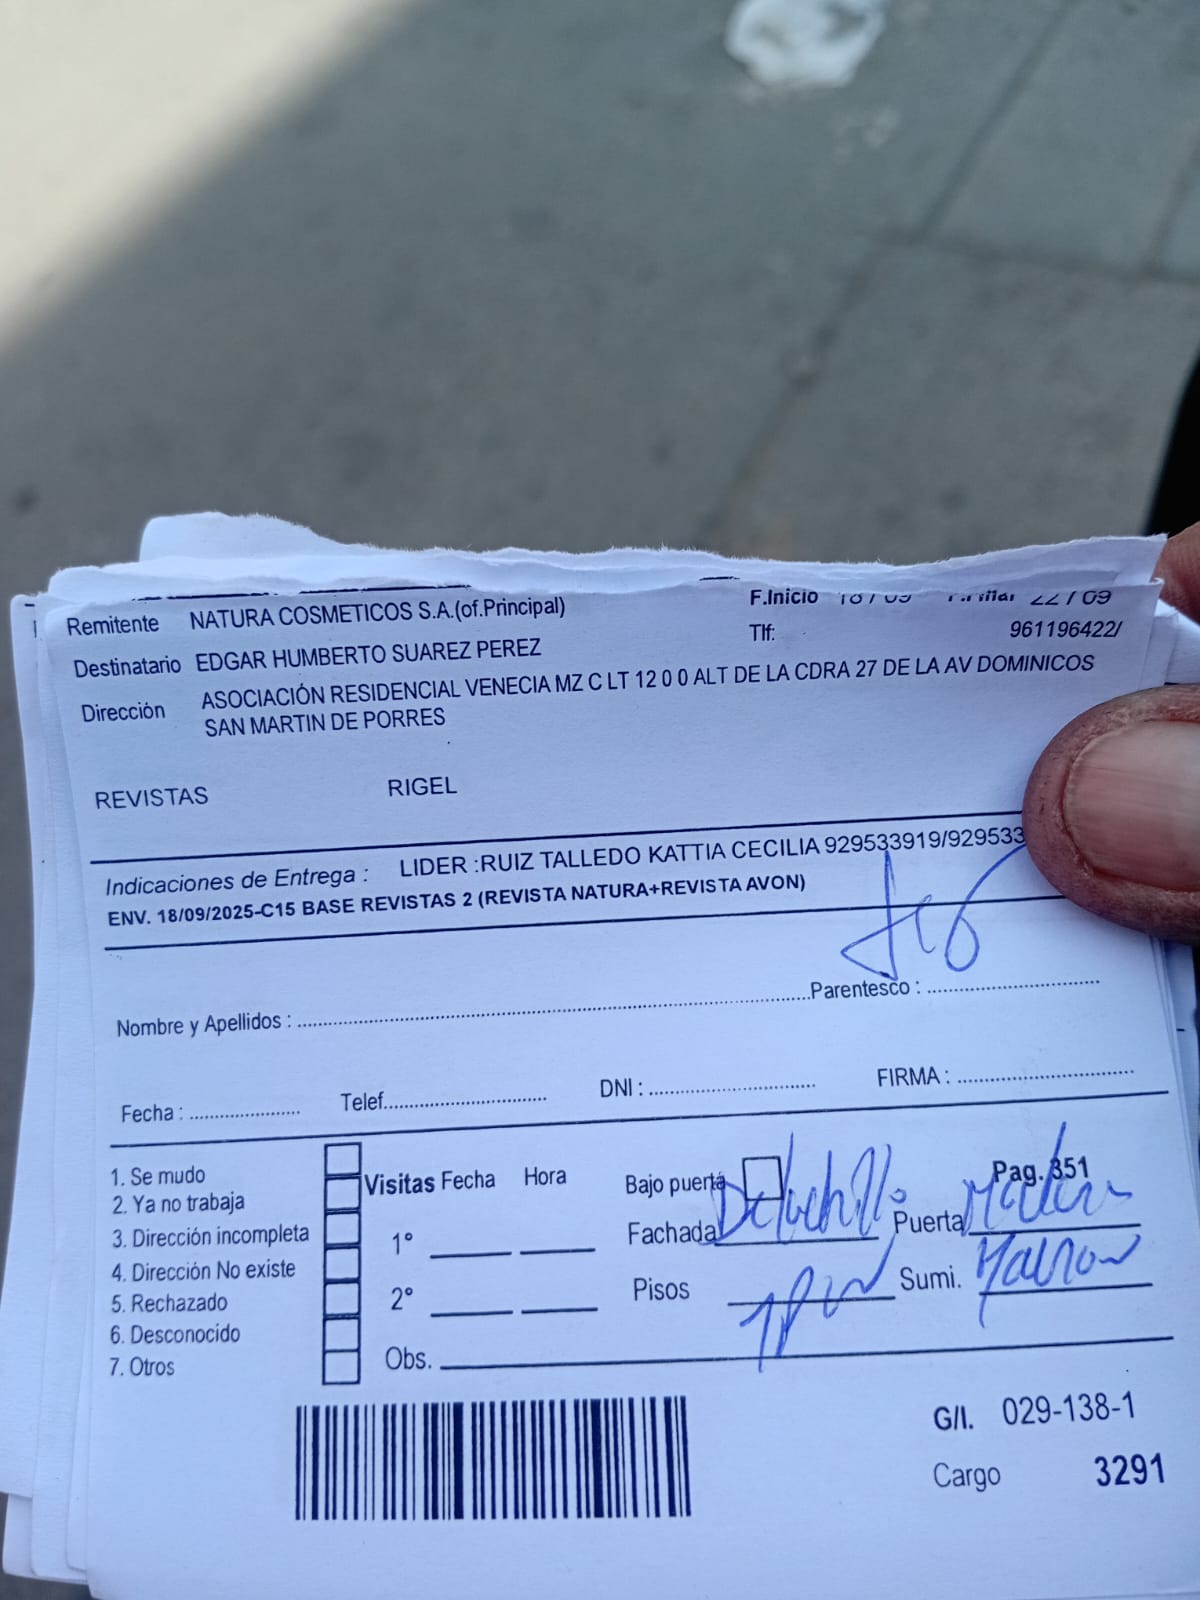 Remitente NATURA COSMETICOS S.A.(of.Principal) F.Inicio 18 / 09 F.Final 22 / 09
Tlf: 961196422/
Destinatario EDGAR HUMBERTO SUAREZ PEREZ
Dirección ASOCIACIÓN RESIDENCIAL VENECIA MZ C LT 12 0 0 ALT DE LA CDRA 27 DE LA AV DOMINICOS
SAN MARTIN DE PORRES
REVISTAS RIGEL
Indicaciones de Entrega : LIDER :RUIZ TALLEDO KATTIA CECILIA 929533919/929533
ENV. 18/09/2025-C15 BASE REVISTAS 2 (REVISTA NATURA+REVISTA AVON)
Nombre y Apellidos : Parentesco :
Fecha : Telef. DNI : FIRMA :
1. Se mudo
2. Ya no trabaja
3. Dirección incompleta
4. Dirección No existe
5. Rechazado
6. Desconocido
7. Otros
Visitas Fecha Hora
1°
2°
Obs.
Bajo puerta Pag. 351
Fachada Puerta
Pisos Sumi.
G/I. 029-138-1
Cargo 3291